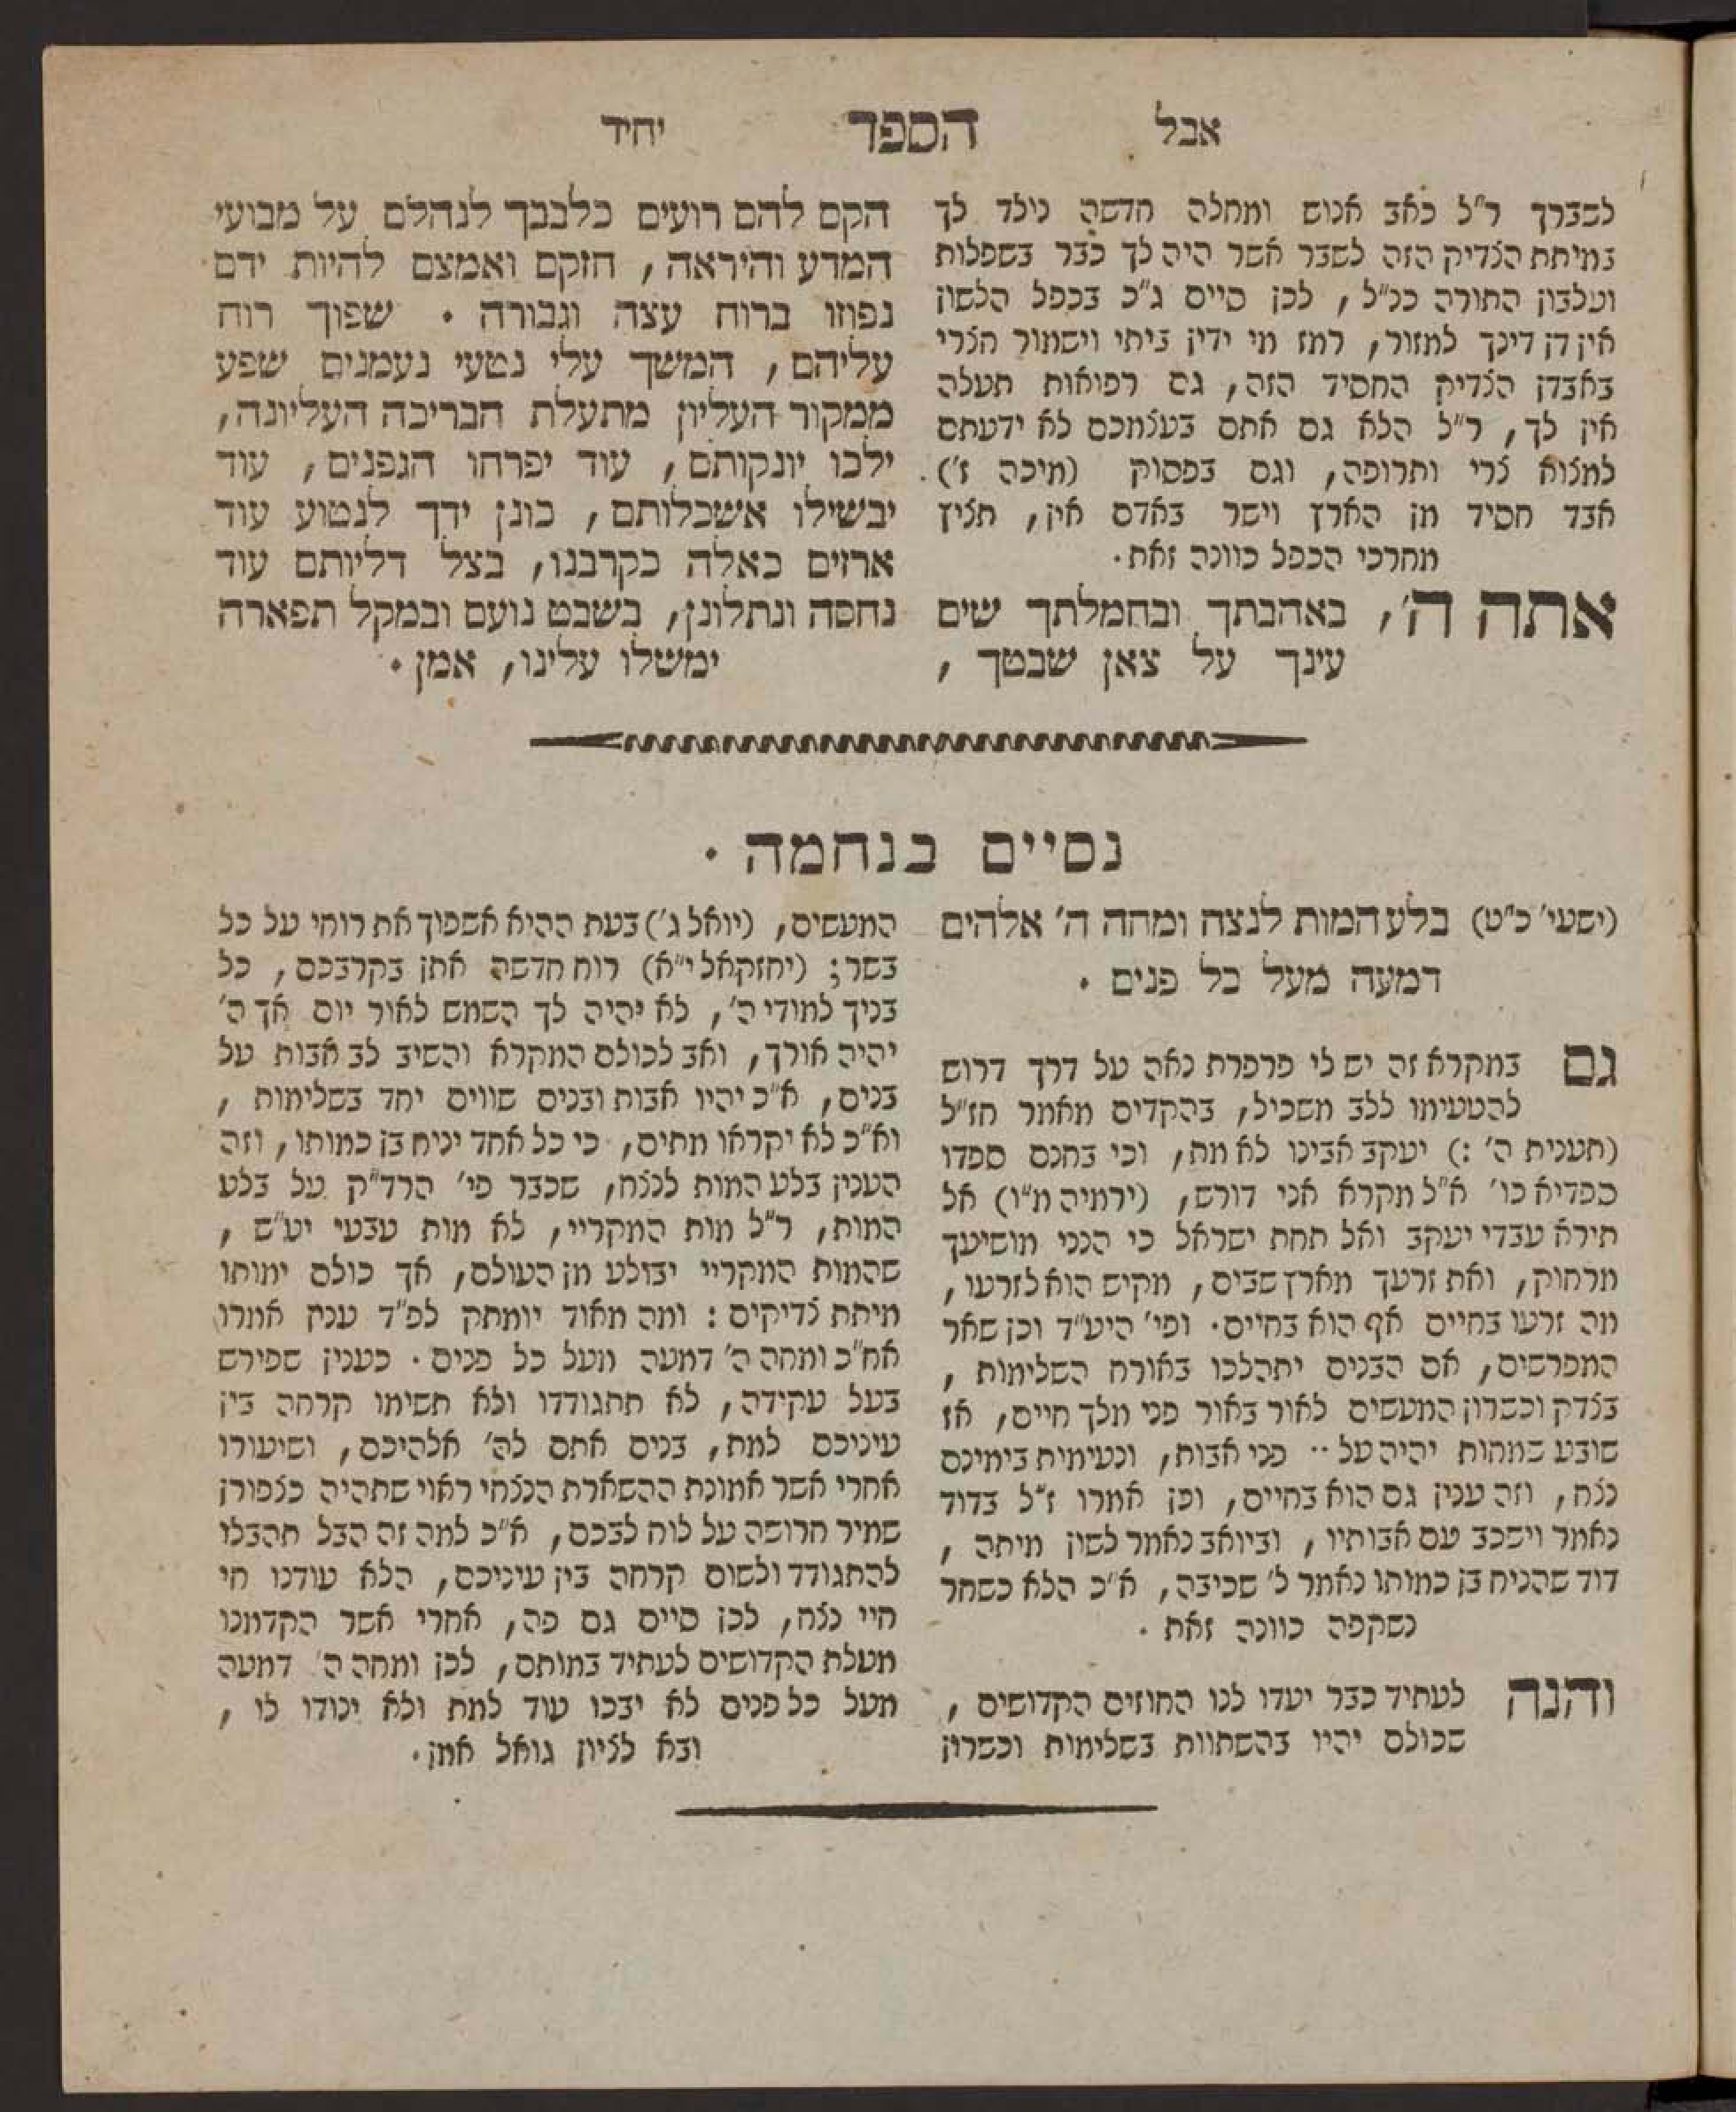 אבל הספד יחיד
לשברך ר"ל כאב אנוש ומחלה חדשה נולד לך
במיתת הצדיק הזה לשבר אשר היה לך כבר בשפלות
ועלבון התורה כנ"ל, לכן סיים ג"כ בכפל הלשון
אין דן דינך למזור, רמז מי ידין ביתי וישמור הצרי
באבדן הצדיק החסיד הזה, גם רפואות תעלה
אין לך, ר"ל הלא גם אתם בעצמכם לא ידעתם
למצוא צרי ותרופה, וגם בפסוק (מיכה ז')
אבד חסיד מן הארץ וישר באדם אין, תציץ
מחרכי הכפל כוונה זאת.
אתה ה', באהבתך ובחמלתך שים
עינך על צאן שבטך,
הקם להם רועים כלבבך לנהלם על מבועי
המדע והיראה, חזקם ואמצם להיות ידם
נפוזו ברוח עצה וגבורה. שפוך רוח
עליהם, המשך עלי נטעי נעמנים שפע
ממקור העליון מתעלת הבריכה העליונה,
ילכו יונקותם, עוד יפרחו הגפנים, עוד
יבשילו אשכלותם, כונן ידך לנטוע עוד
ארזים כאלה בקרבנו, בצל דליותם עוד
נחסה ונתלונן, בשבט נועם ובמקל תפארה
ימשלו עלינו, אמן.
נסיים בנחמה.
(ישעי' כ"ט) בלע המות לנצח ומחה ה' אלהים
דמעה מעל כל פנים.
גם במקרא זה יש לי פרפרת נאה על דרך דרוש
להטעימו ללב משכיל, בהקדים מאמר חז"ל
(תענית ה':) יעקב אבינו לא מת, וכי בחנם ספדו
ספדיא כו' א"ל מקרא אני דורש, (ירמיה מ"ו) אל
תירא עבדי יעקב ואל תחת ישראל כי הנני מושיעך
מרחוק, ואת זרעך מארץ שבים, מקיש הוא לזרעו,
מה זרעו בחיים אף הוא בחיים. ופי' היע"ד וכן שאר
המפרשים, אם הבנים יתהלכו באורח השלימות,
בצדק וכשרון המעשים לאור באור פני מלך חיים, אז
שובע שמחות יהיה על פני אבות, ונעימות בימינם
נצח, וזה ענין גם הוא בחיים, וכן אמרו ז"ל בדוד
נאמר וישכב עם אבותיו, וביואב נאמר לשון מיתה,
דוד שהניח בן כמותו נאמר ל' שכיבה, א"כ הלא כשחר
נשקפה כוונה זאת.
והנה לעתיד כבר יעדו לנו החוזים הקדושים,
שכולם יהיו בהשתוות בשלימות וכשרון
המעשים, (יואל ג') בעת ההיא אשפוך את רוחי על כל
בשר; (יחזקאל י"א) רוח חדשה אתן בקרבכם, כל
בניך למודי ה', לא יהיה לך השמש לאור יום אך ה'
יהיה אורך, ואב לכולם המקרא והשיב לב אבות על
בנים, א"כ יהיו אבות ובנים שווים יחד בשלימות,
וא"כ לא יקראו מתים, כי כל אחד יניח בן כמותו, וזה
הענין בלע המות לנצח, שכבר פי' הרד"ק על בלע
המות, ר"ל מות המקריי, לא מות טבעי יע"ש,
שהמות המקריי יבולע מן העולם, אך כולם ימותו
מיתת צדיקים: ומה מאוד יומתק לפ"ד ענין אמרו
אח"כ ומחה ה' דמעה מעל כל פנים. כענין שפירש
בעל עקידה, לא תתגודדו ולא תשימו קרחה בין
עיניכם למת, בנים אתם לה' אלהיכם, ושיעורו
אחרי אשר אמונת ההשארת הנצחי ראוי שתהיה כצפורן
שמיר חרושה על לוח לבכם, א"כ למה זה הבל תהבלו
להתגודד ולשום קרחה בין עיניכם, הלא עודנו חי
חיי נצח, לכן סיים גם פה, אחרי אשר הקדמנו
מעלת הקדושים לעתיד במותם, לכן ומחה ה' דמעה
מעל כל פנים לא יבכו עוד למת ולא ינודו לו,
ובא לציון גואל אמן.